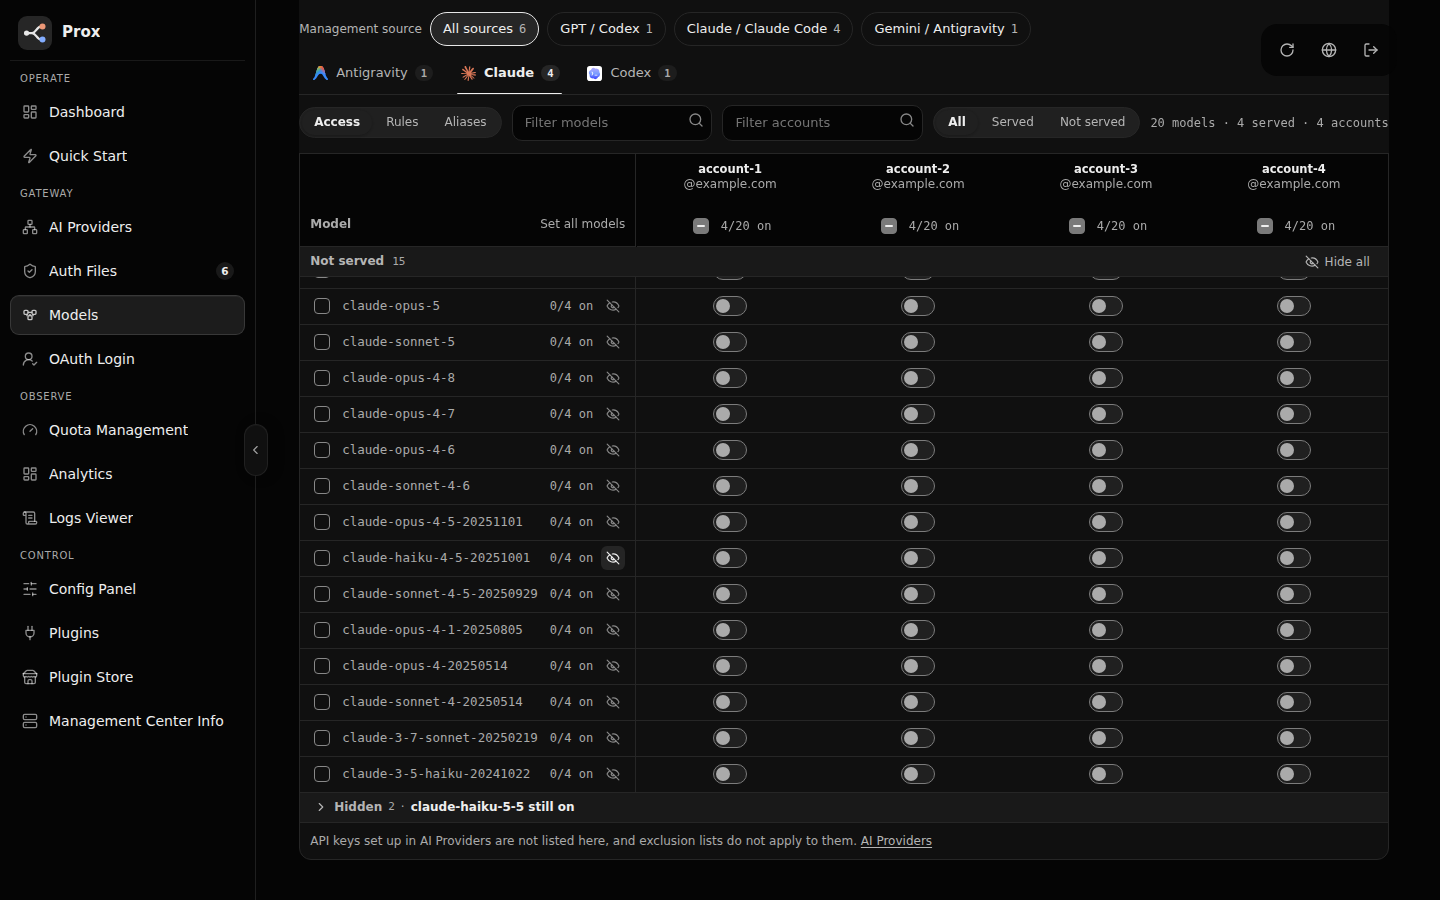 Prox
OPERATE
Dashboard
Quick Start
GATEWAY
AI Providers
Auth Files 6
Models
OAuth Login
OBSERVE
Quota Management
Analytics
Logs Viewer
CONTROL
Config Panel
Plugins
Plugin Store
Management Center Info
Management source All sources 6 GPT / Codex 1 Claude / Claude Code 4 Gemini / Antigravity 1
Antigravity 1 Claude 4 Codex 1
Access Rules Aliases Filter models Filter accounts All Served Not served 20 models · 4 served · 4 accounts
account-1 account-2 account-3 account-4
@example.com @example.com @example.com @example.com
Model Set all models 4/20 on 4/20 on 4/20 on 4/20 on
Not served 15 Hide all
claude-opus-5 0/4 on
claude-sonnet-5 0/4 on
claude-opus-4-8 0/4 on
claude-opus-4-7 0/4 on
claude-opus-4-6 0/4 on
claude-sonnet-4-6 0/4 on
claude-opus-4-5-20251101 0/4 on
claude-haiku-4-5-20251001 0/4 on
claude-sonnet-4-5-20250929 0/4 on
claude-opus-4-1-20250805 0/4 on
claude-opus-4-20250514 0/4 on
claude-sonnet-4-20250514 0/4 on
claude-3-7-sonnet-20250219 0/4 on
claude-3-5-haiku-20241022 0/4 on
Hidden 2 · claude-haiku-5-5 still on
API keys set up in AI Providers are not listed here, and exclusion lists do not apply to them. AI Providers